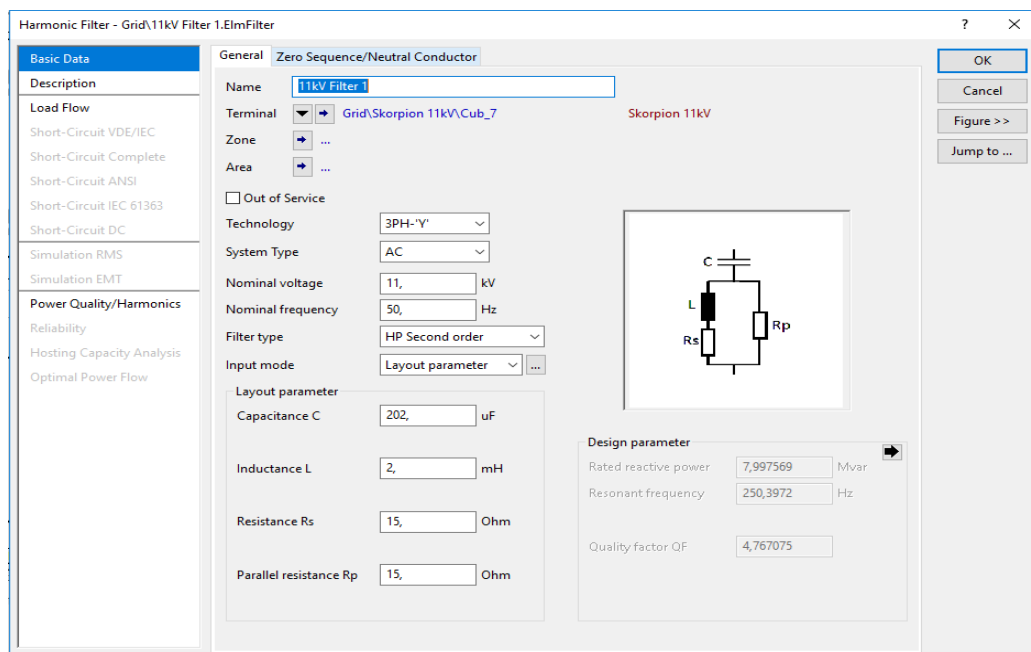 Harmonic Filter - Grid\11kV Filter 1.ElmFilter ? ×
Basic Data
Description
Load Flow
Short-Circuit VDE/IEC
Short-Circuit Complete
Short-Circuit ANSI
Short-Circuit IEC 61363
Short-Circuit DC
Simulation RMS
Simulation EMT
Power Quality/Harmonics
Reliability
Hosting Capacity Analysis
Optimal Power Flow
General Zero Sequence/Neutral Conductor
Name 11kV Filter 1
Terminal Grid\Skorpion 11kV\Cub_7 Skorpion 11kV
Zone ...
Area ...
Out of Service
Technology 3PH-'Y'
System Type AC
Nominal voltage 11, kV
Nominal frequency 50, Hz
Filter type HP Second order
Input mode Layout parameter ...
Layout parameter
Capacitance C 202, uF
Inductance L 2, mH
Resistance Rs 15, Ohm
Parallel resistance Rp 15, Ohm
C
L
Rs
Rp
Design parameter
Rated reactive power 7,997569 Mvar
Resonant frequency 250,3972 Hz
Quality factor QF 4,767075
OK
Cancel
Figure >>
Jump to ...